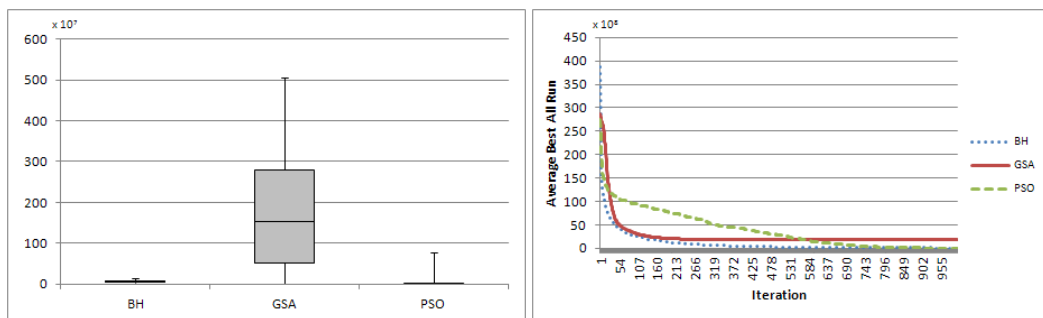 x 10⁷
600
500
400
300
200
100
0
BH GSA PSO
x 10⁸
450
400
350
300
250
200
150
100
50
0
Average Best All Run
1 54 107 160 213 266 319 372 425 478 531 584 637 690 743 796 849 902 955
Iteration
BH
GSA
PSO